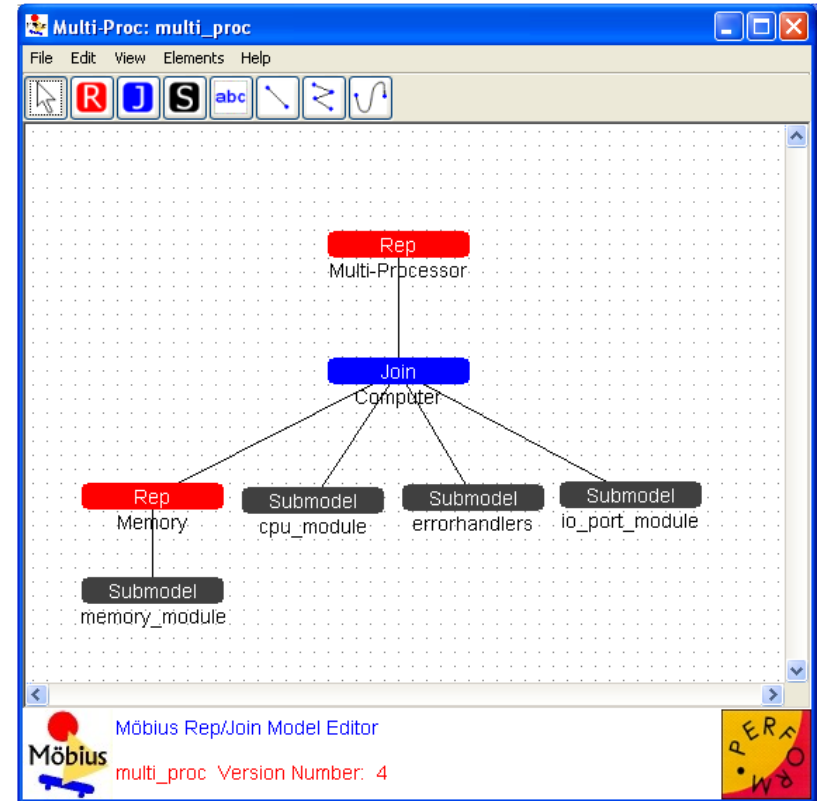 Multi-Proc: multi_proc
File Edit View Elements Help
R J S abc
Rep
Multi-Processor
Join
Computer
Rep
Memory
Submodel
cpu_module
Submodel
errorhandlers
Submodel
io_port_module
Submodel
memory_module
Möbius Rep/Join Model Editor
Möbius
multi_proc Version Number: 4
PERFORM